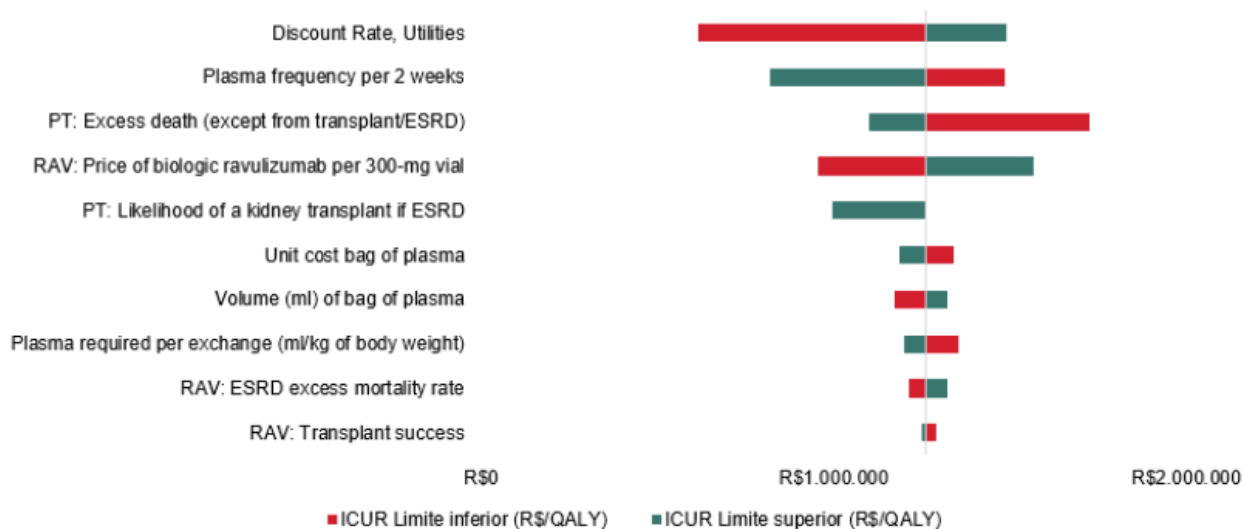 Discount Rate, Utilities
Plasma frequency per 2 weeks
PT: Excess death (except from transplant/ESRD)
RAV: Price of biologic ravulizumab per 300-mg vial
PT: Likelihood of a kidney transplant if ESRD
Unit cost bag of plasma
Volume (ml) of bag of plasma
Plasma required per exchange (ml/kg of body weight)
RAV: ESRD excess mortality rate
RAV: Transplant success
R$0 R$1.000.000 R$2.000.000
ICUR Limite inferior (R$/QALY) ICUR Limite superior (R$/QALY)